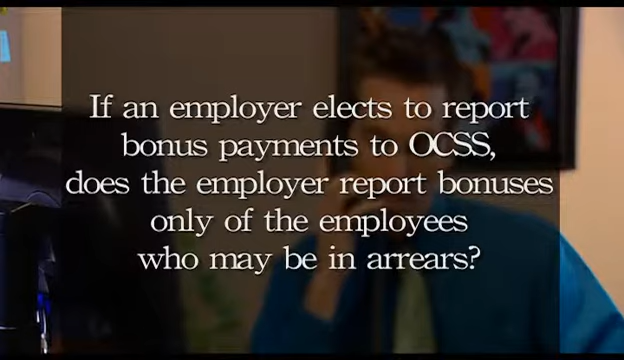 If an employer elects to report
bonus payments to OCSS,
does the employer report bonuses
only of the employees
who may be in arrears?